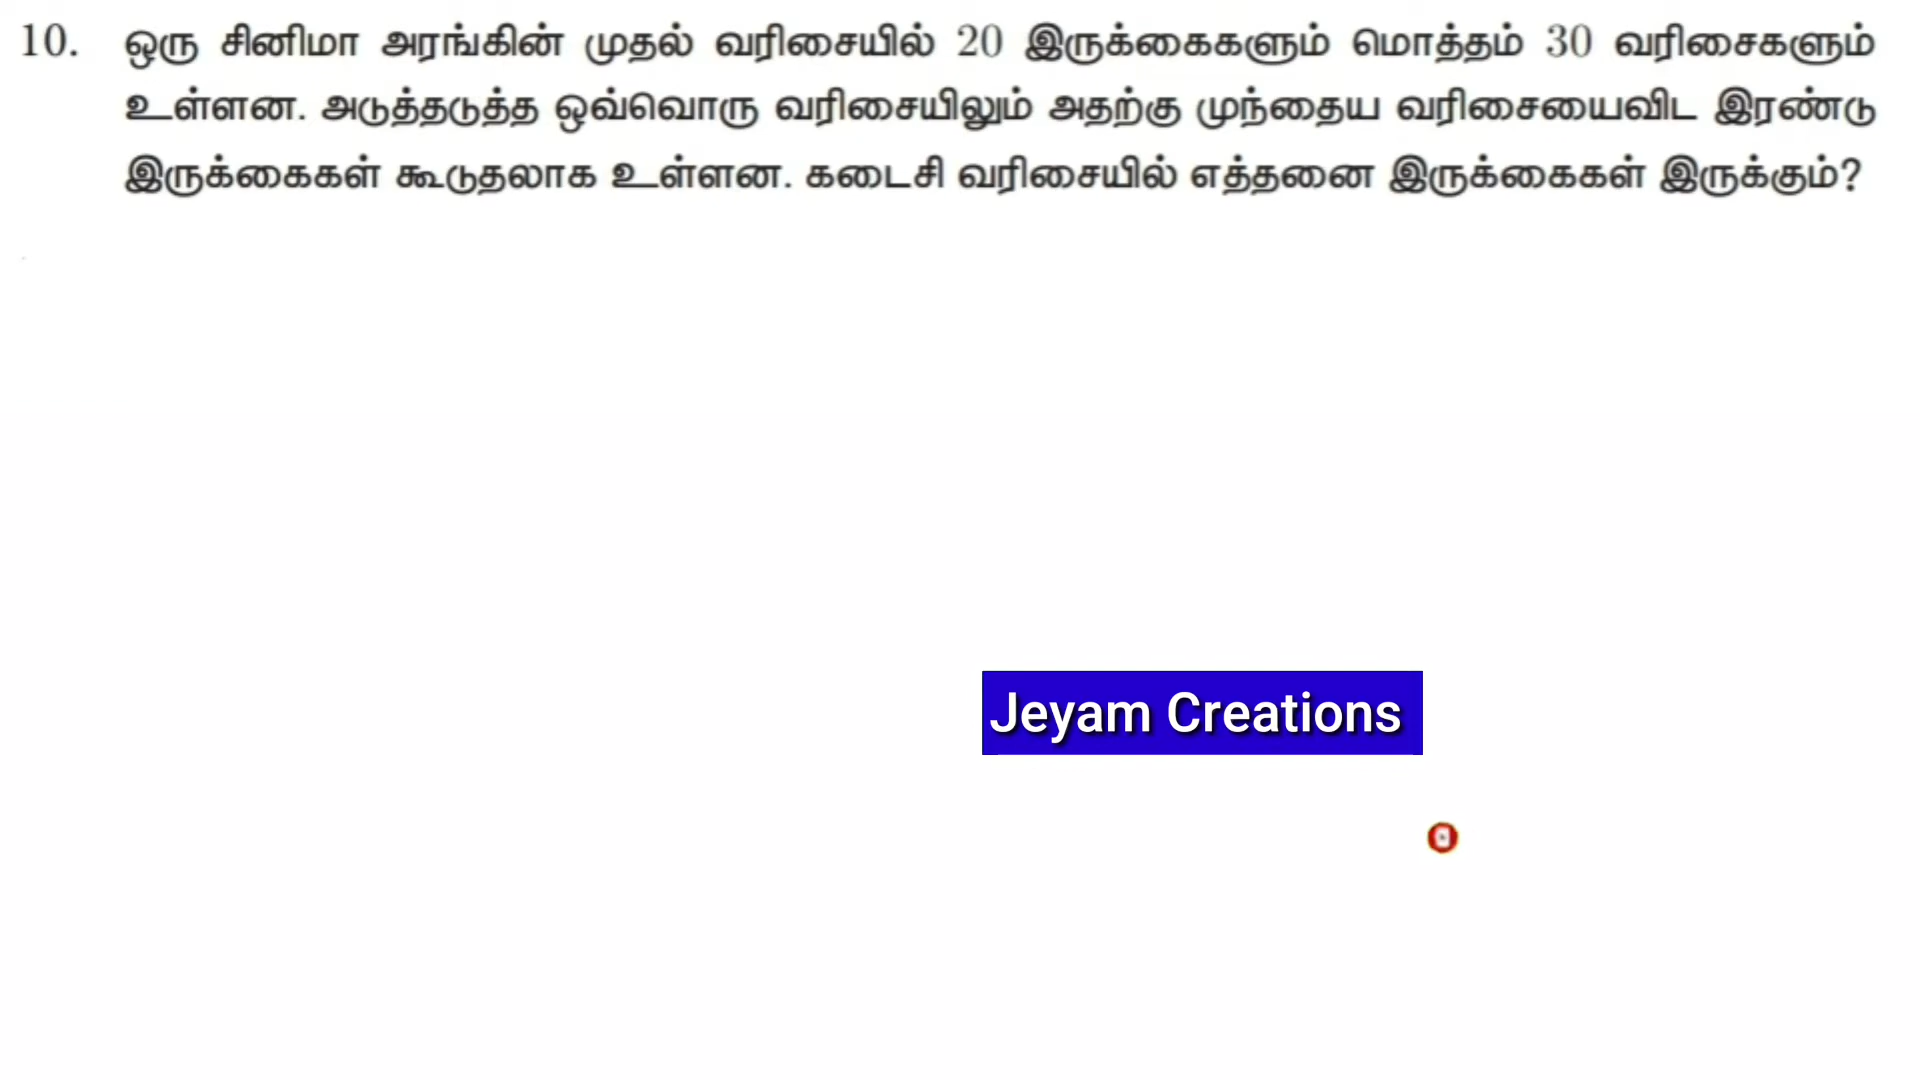 10. ஒரு சினிமா அரங்கின் முதல் வரிசையில் 20 இருக்கைகளும் மொத்தம் 30 வரிசைகளும்
உள்ளன. அடுத்தடுத்த ஒவ்வொரு வரிசையிலும் அதற்கு முந்தைய வரிசையைவிட இரண்டு
இருக்கைகள் கூடுதலாக உள்ளன. கடைசி வரிசையில் எத்தனை இருக்கைகள் இருக்கும்?
Jeyam Creations